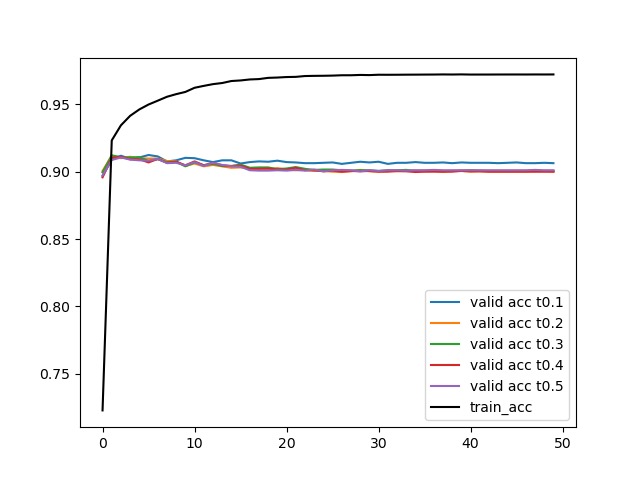 0.95
0.90
0.85
0.80
0.75
0
10
20
30
40
50
valid acc t0.1
valid acc t0.2
valid acc t0.3
valid acc t0.4
valid acc t0.5
train_acc